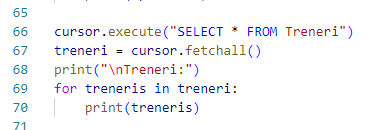 65
66 cursor.execute("SELECT * FROM Treneri")
67 treneri = cursor.fetchall()
68 print("\nTreneri:")
69 for treneris in treneri:
70     print(treneris)
71